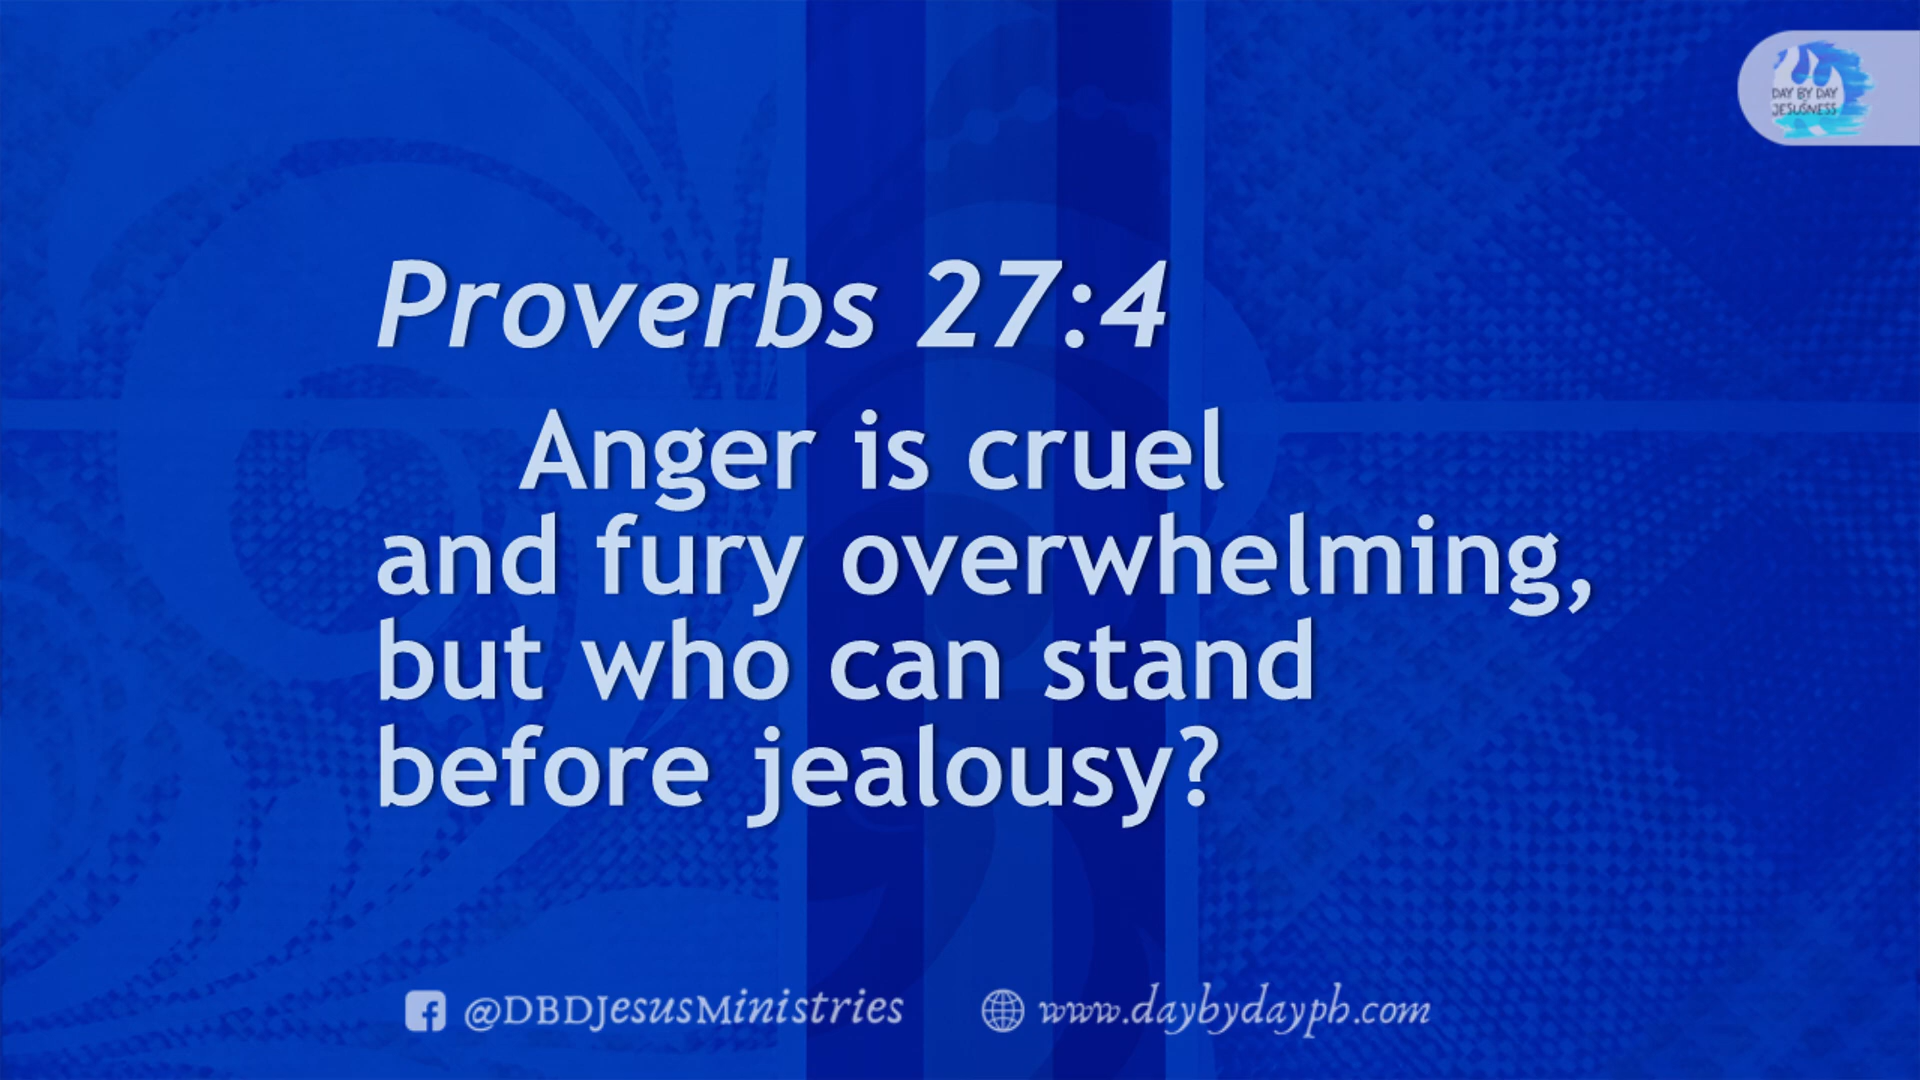 DAY BY DAY
JESUSNESS
Proverbs 27:4
Anger is cruel
and fury overwhelming,
but who can stand
before jealousy?
@DBDJesusMinistries
www.daybydayph.com